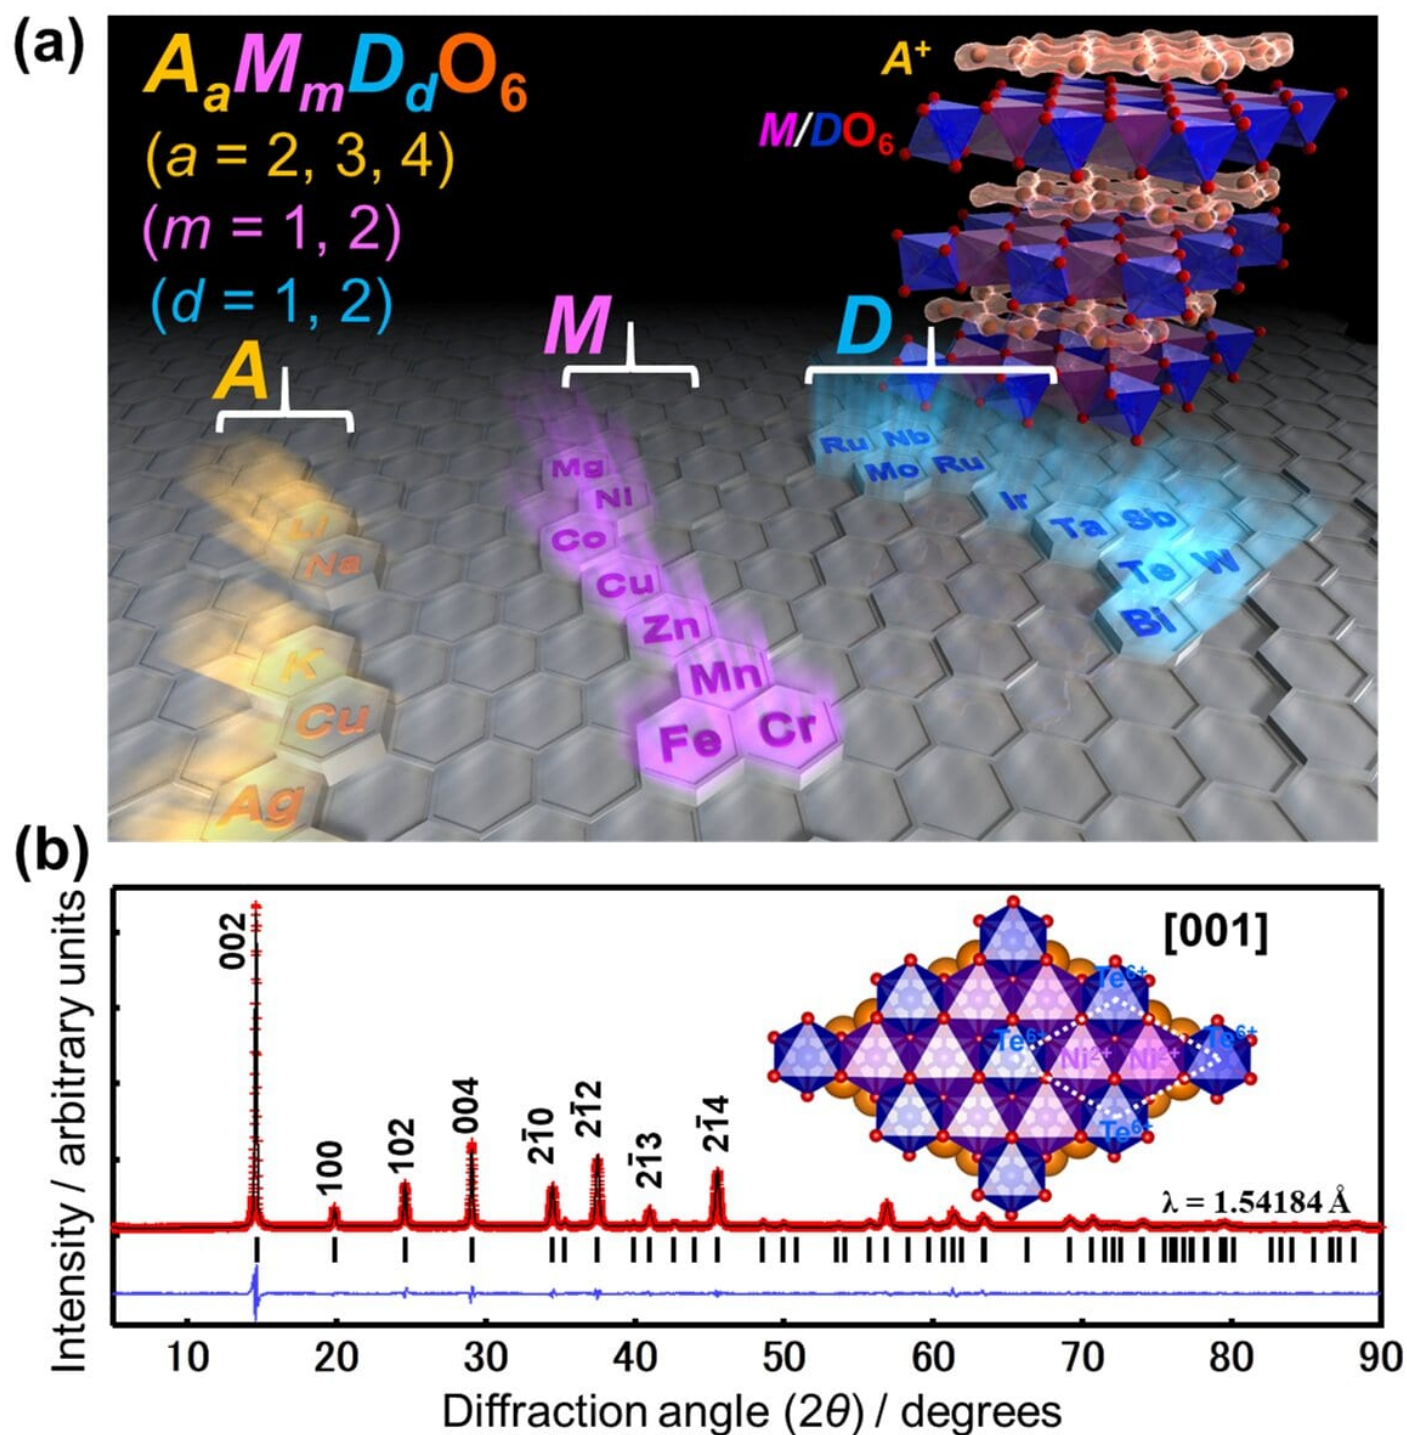 (a)
AₐMₘD_dO₆
(a = 2, 3, 4)
(m = 1, 2)
(d = 1, 2)
A⁺
M/DO₆
A
M
D
Li
Na
K
Cu
Ag
Mg
Ni
Co
Cu
Zn
Mn
Fe
Cr
Ru
Nb
Mo
Ru
Ir
Ta
Sb
Te
W
Bi
(b)
Intensity / arbitrary units
002
100
102
004
21̄0
21̄2
21̄3
21̄4
[001]
Te⁶⁺
Te⁶⁺
Ni²⁺
Ni²⁺
Te⁶⁺
Te⁶⁺
λ = 1.54184 Å
10 20 30 40 50 60 70 80 90
Diffraction angle (2θ) / degrees